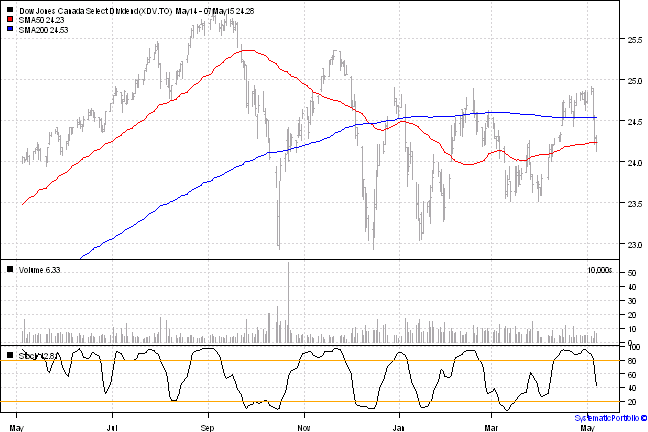 Dow Jones Canada Select Dividend(XDV.TO) May14 - 07May15 24.28
SMA50 24.23
SMA200 24.53
25.5
25.0
24.5
24.0
23.5
23.0
Volume 6.33
10,000s
50
40
30
20
10
0
100
80
60
40
20
May
Jul
Sep
Nov
Jan
Mar
May
SystematicPortfolio ©